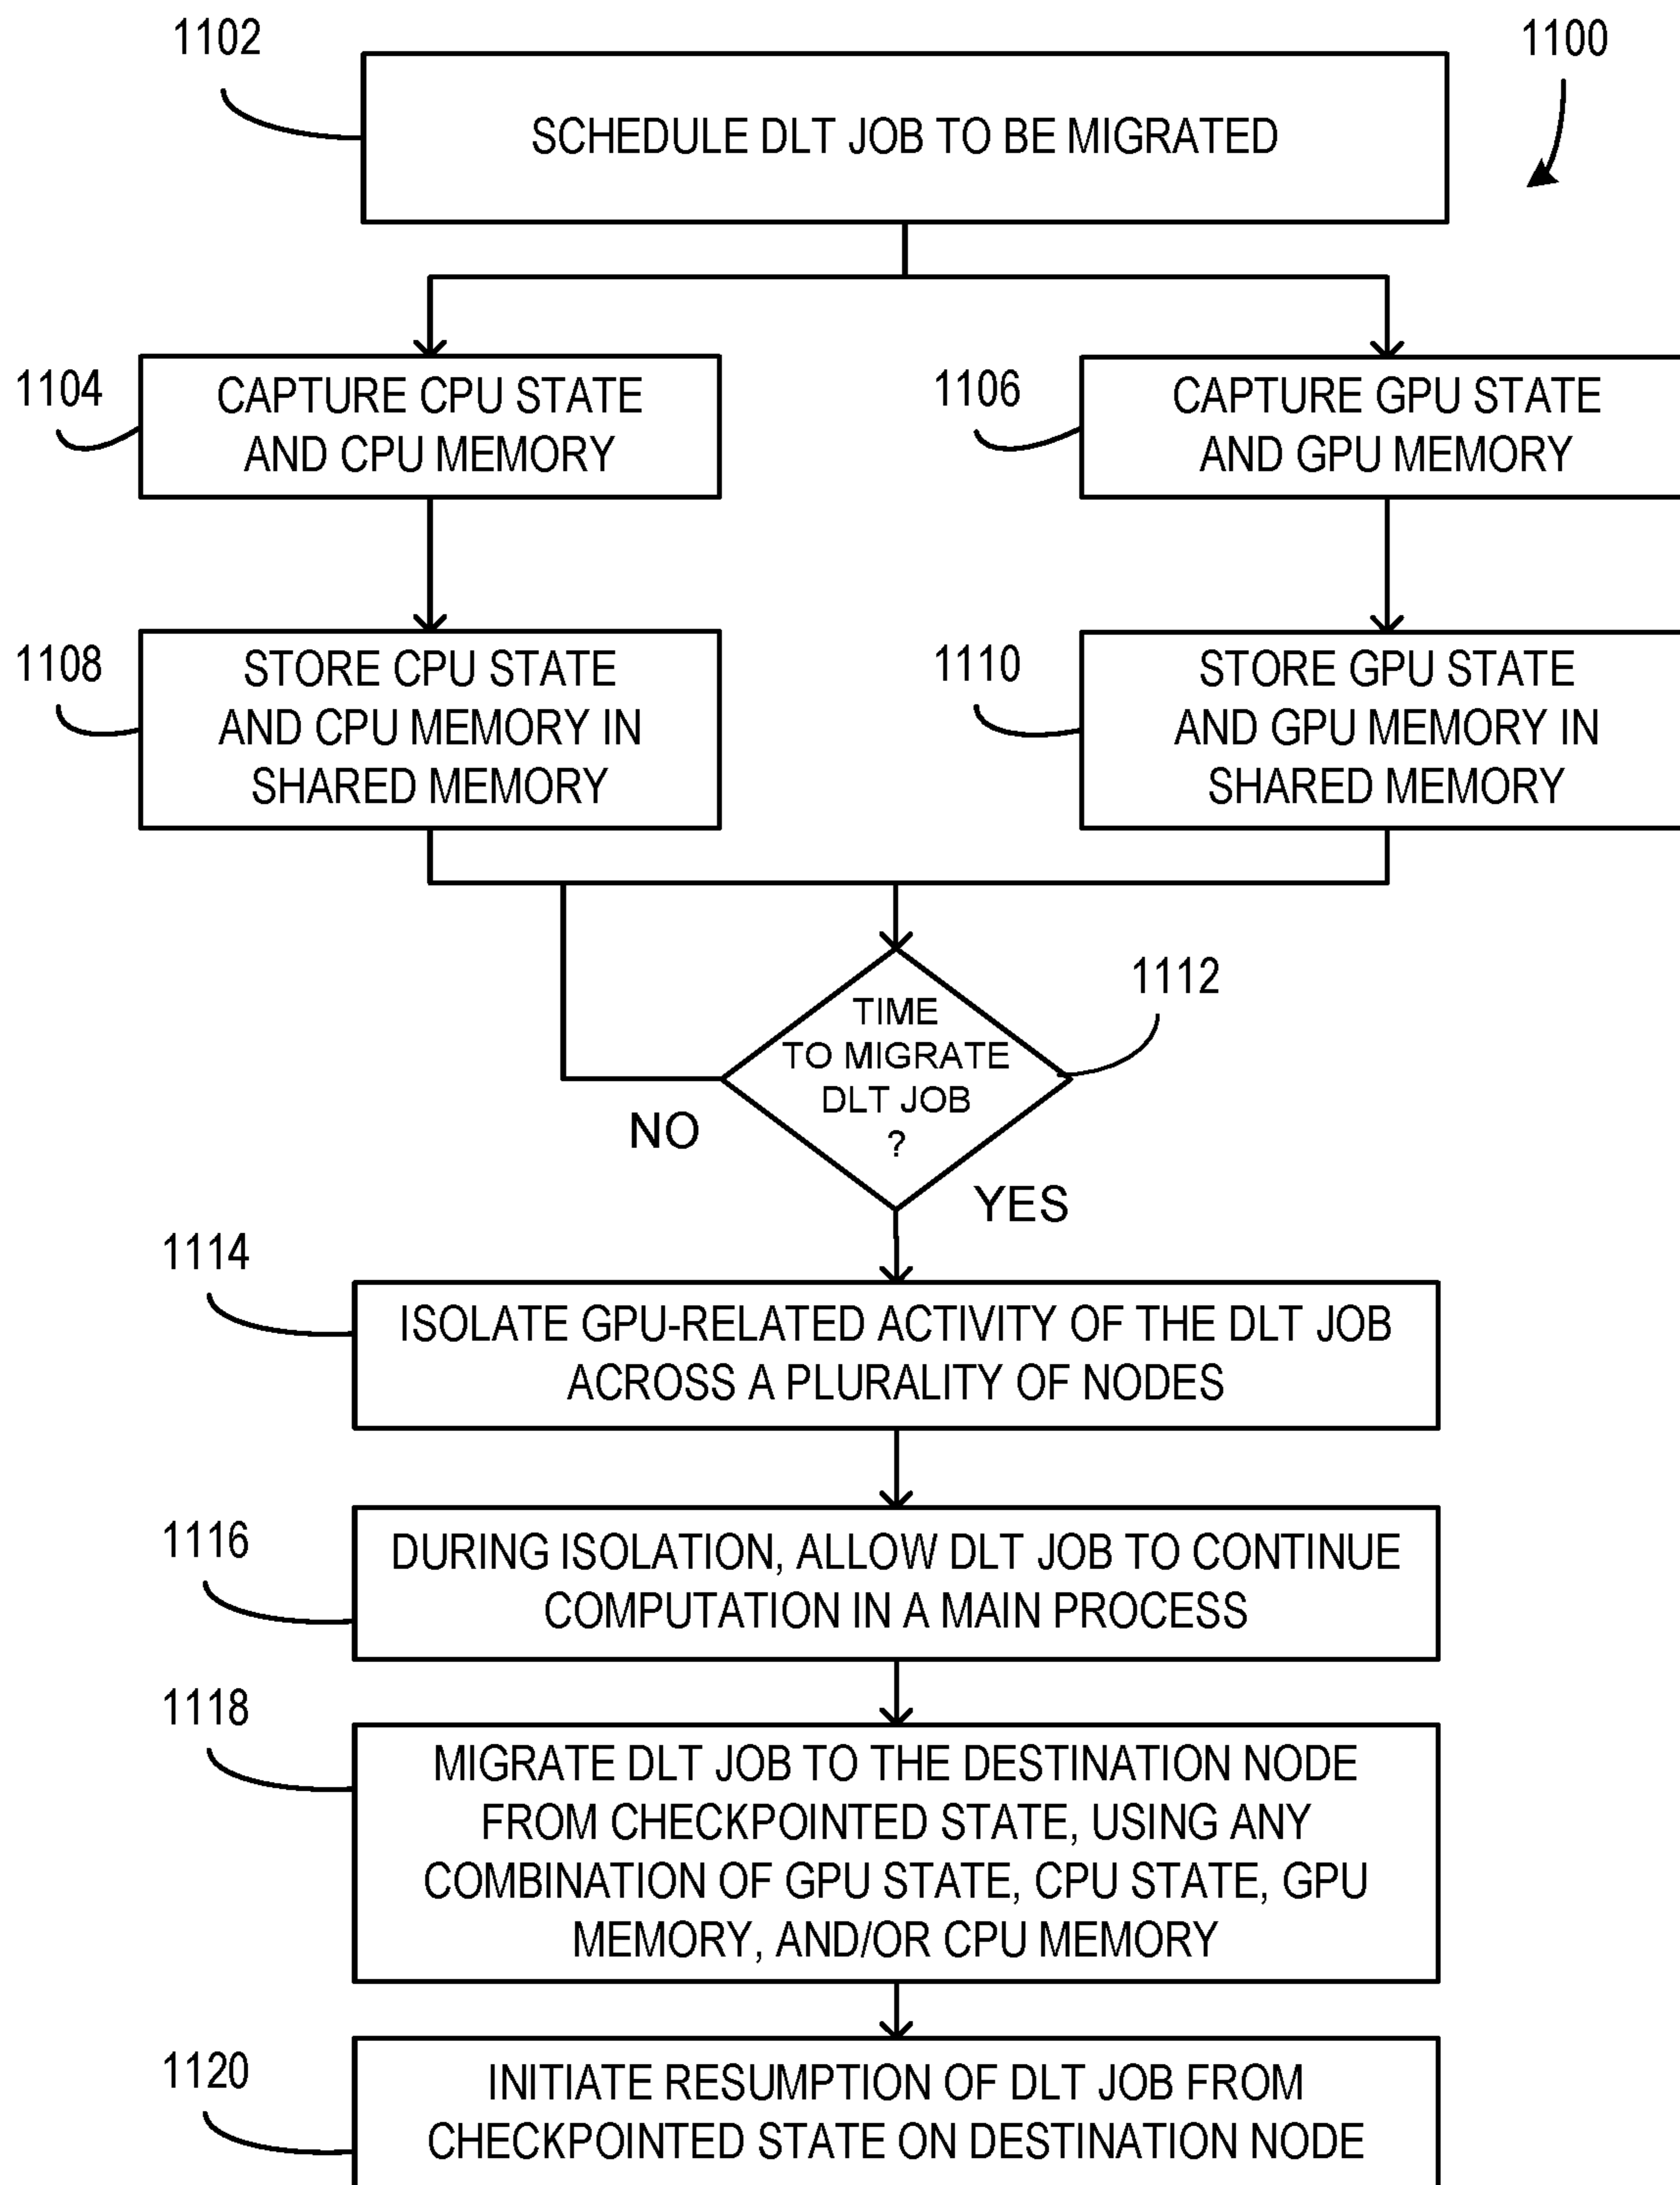 1102
1100
SCHEDULE DLT JOB TO BE MIGRATED
1104
CAPTURE CPU STATE
AND CPU MEMORY
1106
CAPTURE GPU STATE
AND GPU MEMORY
1108
STORE CPU STATE
AND CPU MEMORY IN
SHARED MEMORY
1110
STORE GPU STATE
AND GPU MEMORY IN
SHARED MEMORY
1112
TIME
TO MIGRATE
DLT JOB
?
NO
YES
1114
ISOLATE GPU-RELATED ACTIVITY OF THE DLT JOB
ACROSS A PLURALITY OF NODES
1116
DURING ISOLATION, ALLOW DLT JOB TO CONTINUE
COMPUTATION IN A MAIN PROCESS
1118
MIGRATE DLT JOB TO THE DESTINATION NODE
FROM CHECKPOINTED STATE, USING ANY
COMBINATION OF GPU STATE, CPU STATE, GPU
MEMORY, AND/OR CPU MEMORY
1120
INITIATE RESUMPTION OF DLT JOB FROM
CHECKPOINTED STATE ON DESTINATION NODE